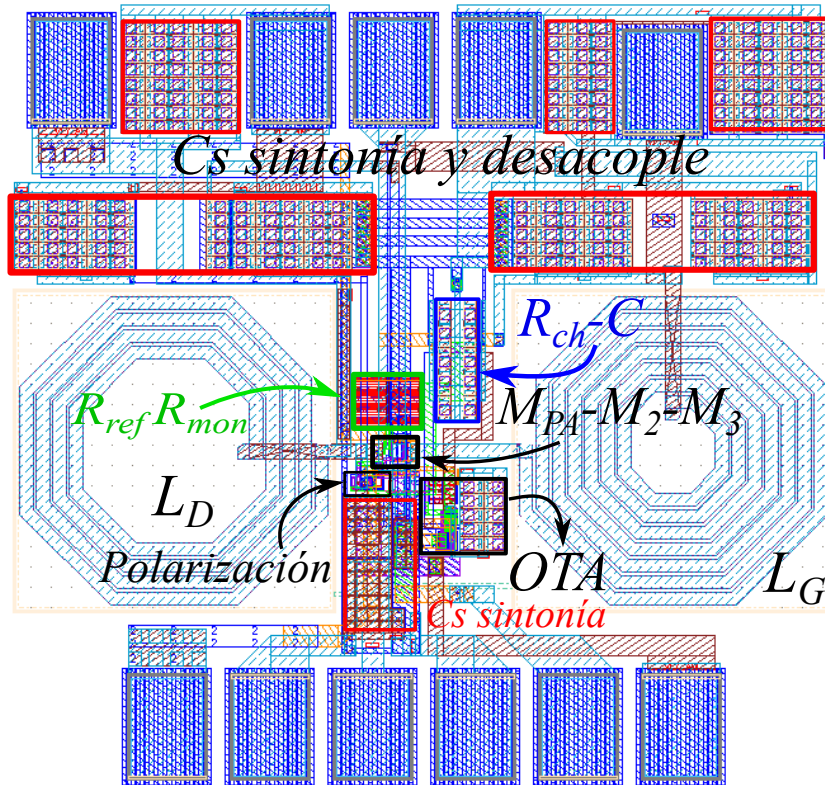 Cs sintonía y desacople
R_ch-C
R_ref R_mon
M_PA-M_2-M_3
L_D
Polarización
OTA
L_G
Cs sintonía